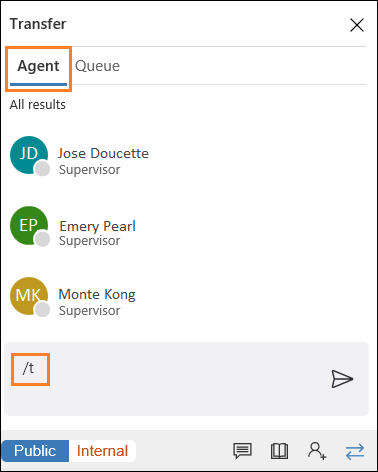 Transfer
Agent Queue
All results
JD Jose Doucette
Supervisor
EP Emery Pearl
Supervisor
MK Monte Kong
Supervisor
/t
Public Internal